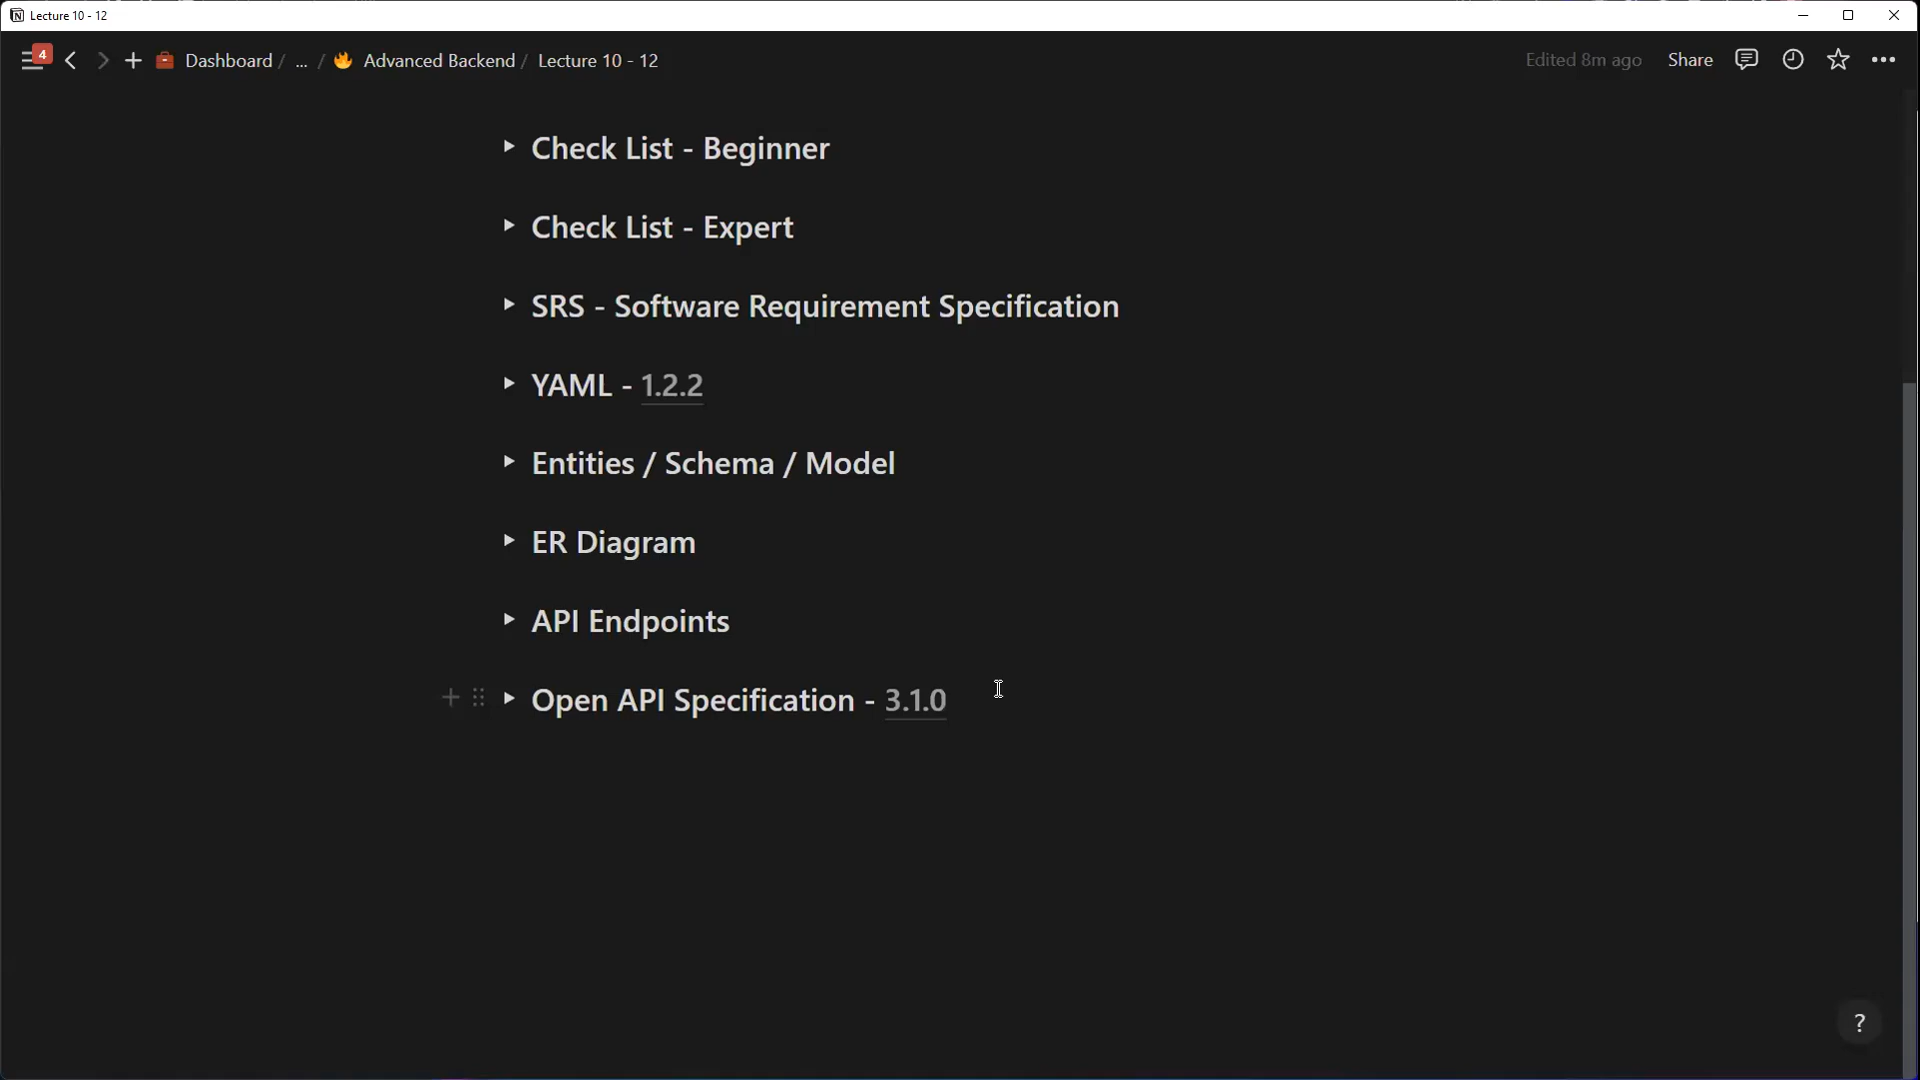 Lecture 10 - 12
4
Dashboard / ... / Advanced Backend / Lecture 10 - 12
Edited 8m ago
Share
Check List - Beginner
Check List - Expert
SRS - Software Requirement Specification
YAML - 1.2.2
Entities / Schema / Model
ER Diagram
API Endpoints
Open API Specification - 3.1.0
?